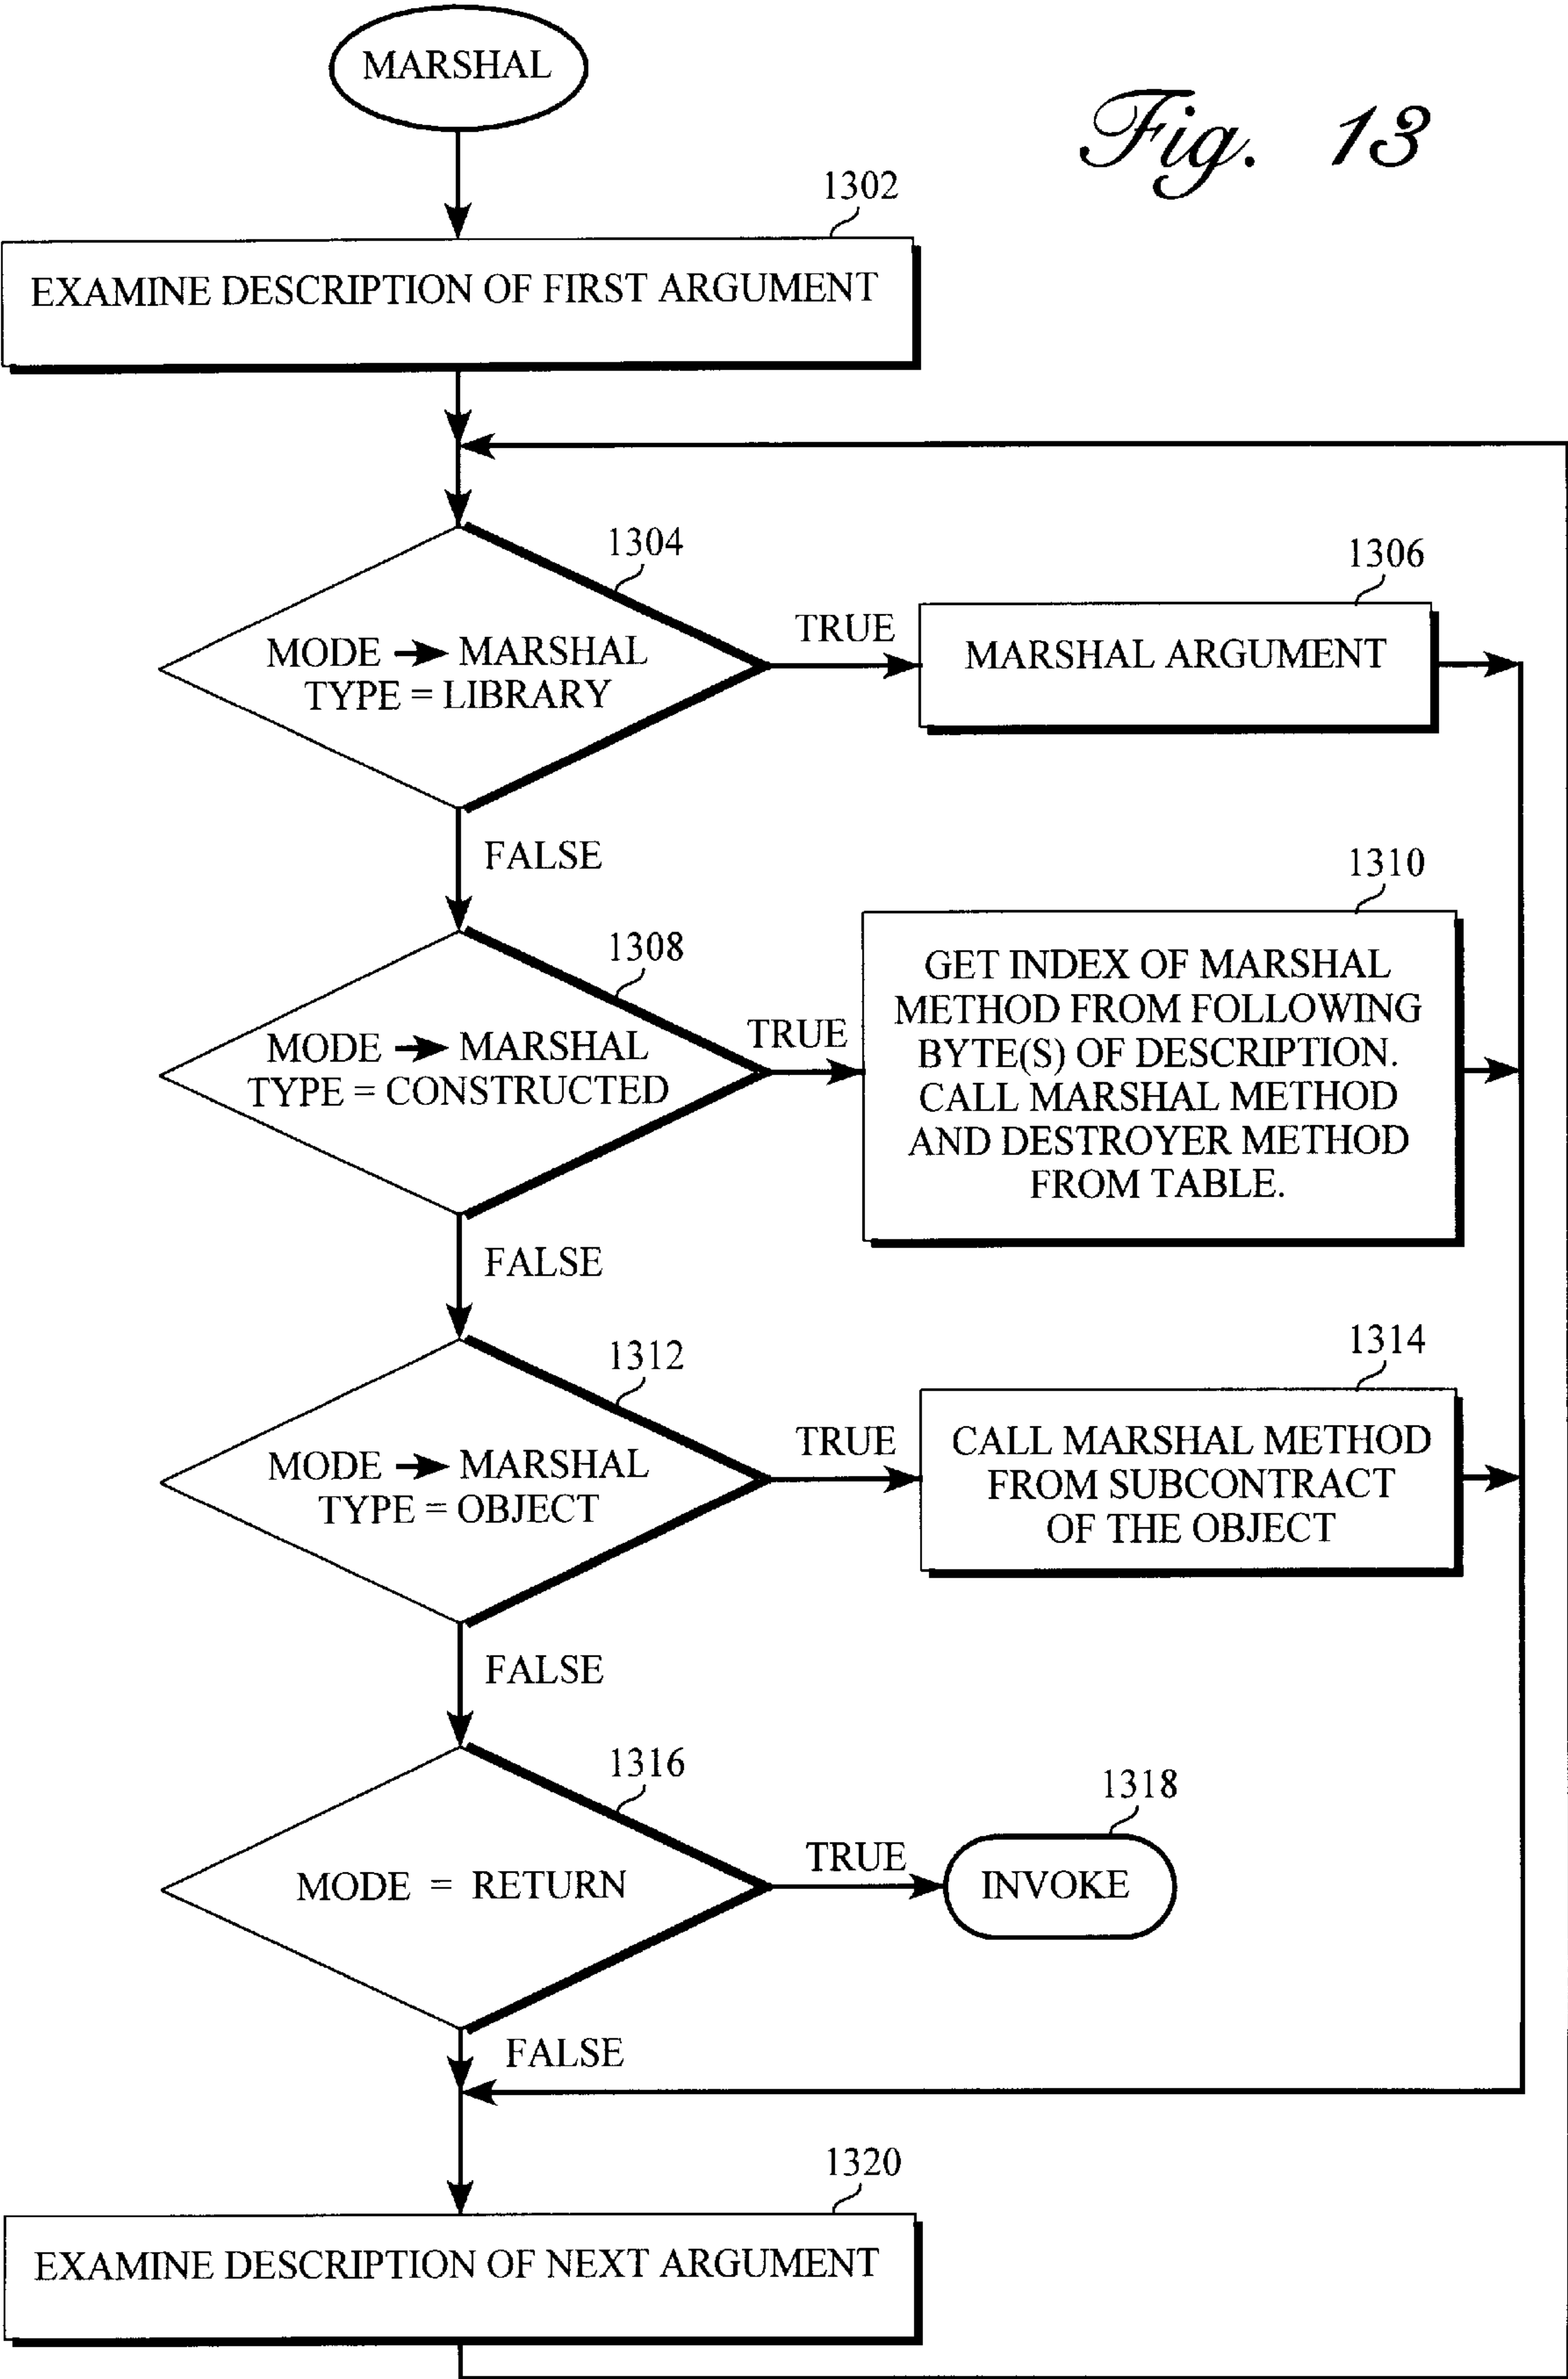 MARSHAL
Fig. 13
1302
EXAMINE DESCRIPTION OF FIRST ARGUMENT
1304
MODE → MARSHAL
TYPE = LIBRARY
TRUE
1306
MARSHAL ARGUMENT
FALSE
1308
MODE → MARSHAL
TYPE = CONSTRUCTED
TRUE
1310
GET INDEX OF MARSHAL
METHOD FROM FOLLOWING
BYTE(S) OF DESCRIPTION.
CALL MARSHAL METHOD
AND DESTROYER METHOD
FROM TABLE.
FALSE
1312
MODE → MARSHAL
TYPE = OBJECT
TRUE
1314
CALL MARSHAL METHOD
FROM SUBCONTRACT
OF THE OBJECT
FALSE
1316
MODE = RETURN
TRUE
1318
INVOKE
FALSE
1320
EXAMINE DESCRIPTION OF NEXT ARGUMENT